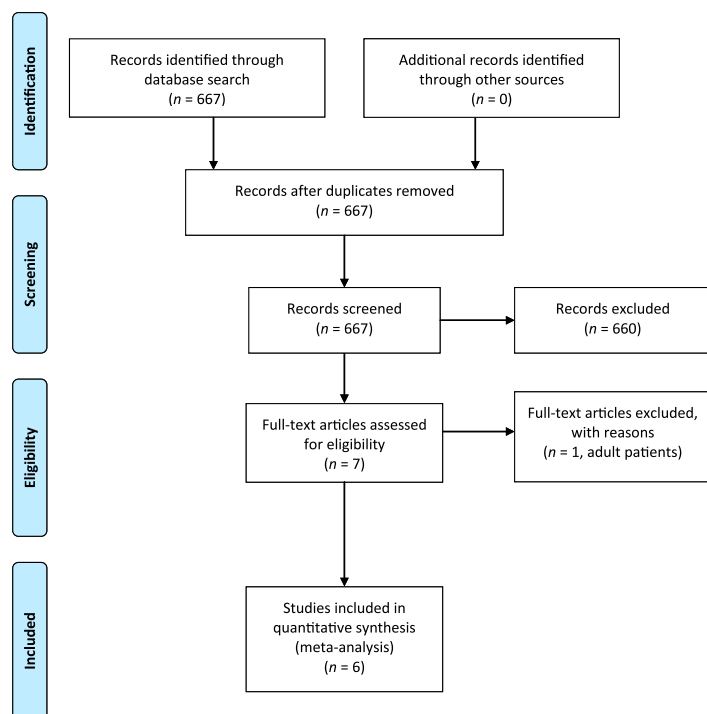 Identification
Records identified through
database search
(n = 667)
Additional records identified
through other sources
(n = 0)
Records after duplicates removed
(n = 667)
Screening
Records screened
(n = 667)
Records excluded
(n = 660)
Eligibility
Full-text articles assessed
for eligibility
(n = 7)
Full-text articles excluded,
with reasons
(n = 1, adult patients)
Included
Studies included in
quantitative synthesis
(meta-analysis)
(n = 6)